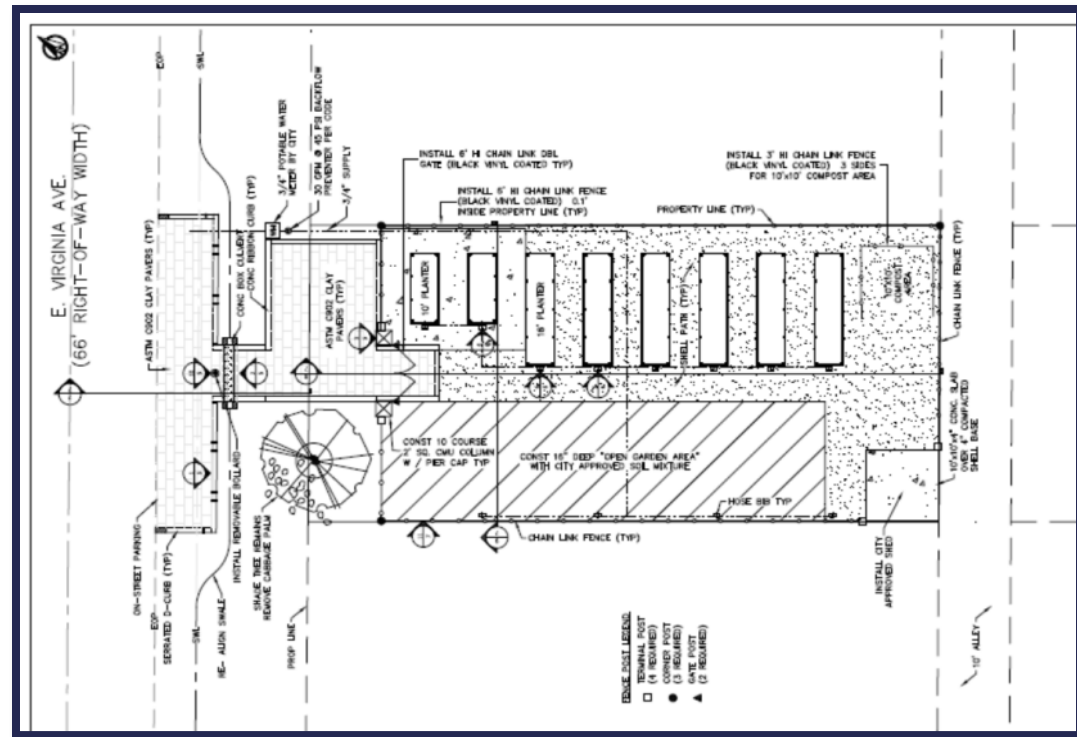 E. VIRGINIA AVE.
(66' RIGHT-OF-WAY WIDTH)
EOP
SWL
ASTM C902 CLAY PAVERS (TYP)
CONC BOX CULVERT
CONC RIBBON CURB (TYP)
3/4" POTABLE WATER
METER BY CITY
30 GPM @ 45 PSI BACKFLOW
PREVENTER PER CODE
3/4" SUPPLY
WM
INSTALL 6' HI CHAIN LINK DBL
GATE (BLACK VINYL COATED TYP)
INSTALL 6' HI CHAIN LINK FENCE
(BLACK VINYL COATED) 0.1'
INSIDE PROPERTY LINE (TYP)
INSTALL 3' HI CHAIN LINK FENCE
(BLACK VINYL COATED) 3 SIDES
FOR 10'x10' COMPOST AREA
PROPERTY LINE (TYP)
ASTM C902 CLAY
PAVERS (TYP)
10' PLANTER
16' PLANTER
SHELL PATH (TYP)
10'x10'
COMPOST
AREA
CHAIN LINK FENCE (TYP)
CONST 10 COURSE
2' SQ. CMU COLUMN
W / PIER CAP TYP
CONST 16" DEEP "OPEN GARDEN AREA"
WITH CITY APPROVED SOIL MIXTURE
HOSE BIB TYP
CHAIN LINK FENCE (TYP)
10'x10'x4" CONC. SLAB
OVER 6" COMPACTED
SHELL BASE
INSTALL CITY
APPROVED SHED
10' ALLEY
ON-STREET PARKING
EOP
SERRATED D-CURB (TYP)
SWL
RE- ALIGN SWALE
INSTALL REMOVABLE BOLLARD
SHADE TREE REMAINS
REMOVE CABBAGE PALM
PROP LINE
FENCE POST LEGEND
TERMINAL POST
(4 REQUIRED)
CORNER POST
(3 REQUIRED)
GATE POST
(2 REQUIRED)